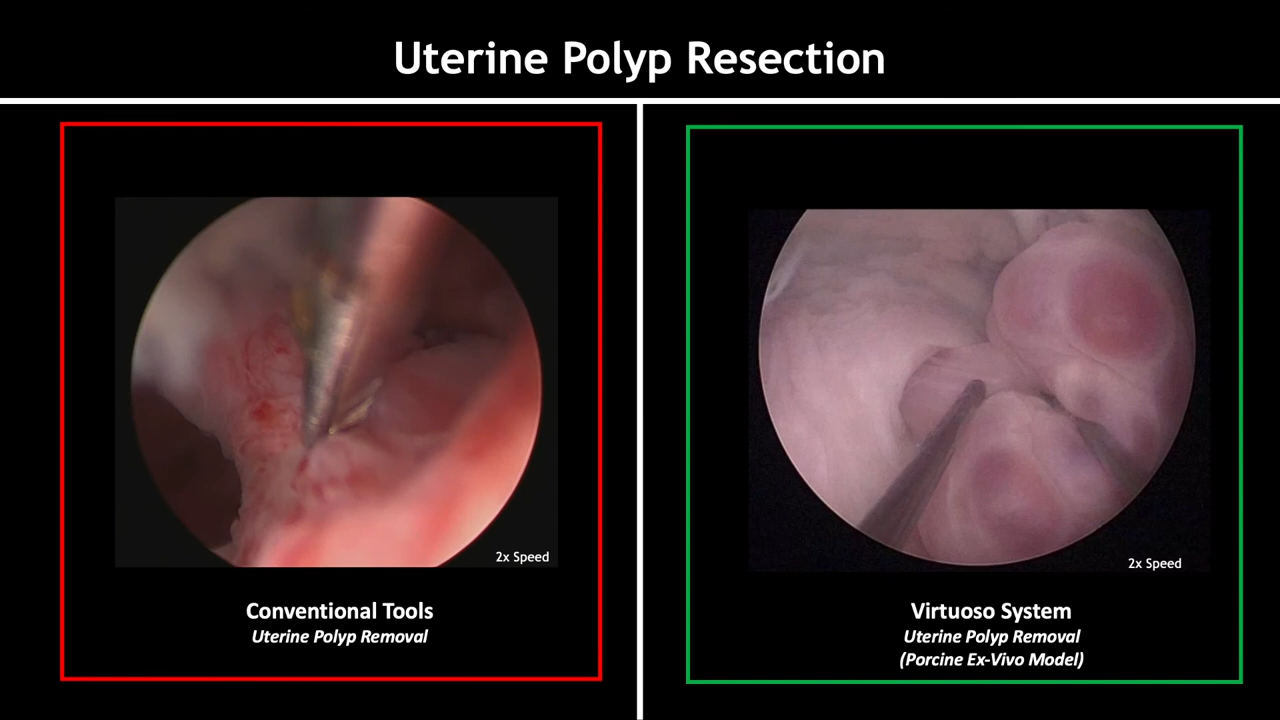 Uterine Polyp Resection
2x Speed
Conventional Tools
Uterine Polyp Removal
2x Speed
Virtuoso System
Uterine Polyp Removal
(Porcine Ex-Vivo Model)